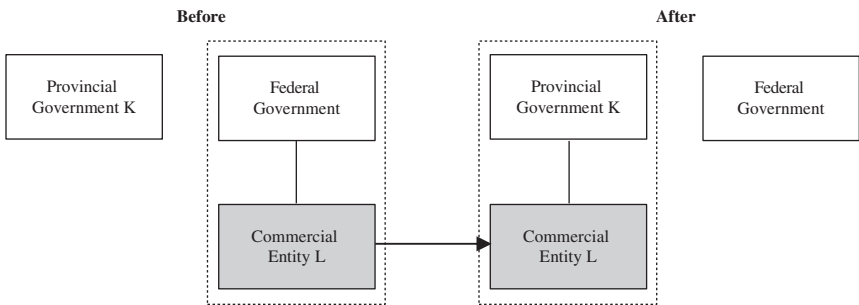 Before
After
Provincial
Government K
Federal
Government
Provincial
Government K
Federal
Government
Commercial
Entity L
Commercial
Entity L